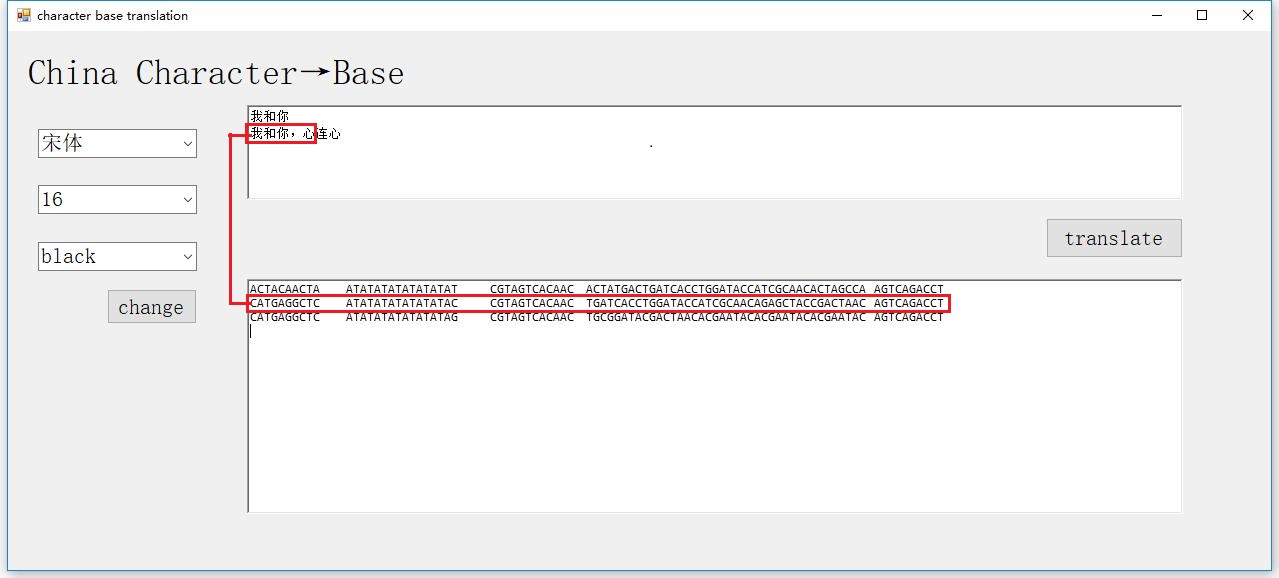 character base translation
China Character→Base
宋体
16
black
change
我和你
我和你，心连心
translate
ACTACAACTA ATATATATATATATAT CGTAGTCACAAC ACTATGACTGATCACCTGGATACCATCGCAACACTAGCCA AGTCAGACCT
CATGAGGCTC ATATATATATATATAC CGTAGTCACAAC TGATCACCTGGATACCATCGCAACAGAGCTACCGACTAAC AGTCAGACCT
CATGAGGCTC ATATATATATATATAG CGTAGTCACAAC TGCGGATACGACTAACACGAATACACGAATACACGAATAC AGTCAGACCT